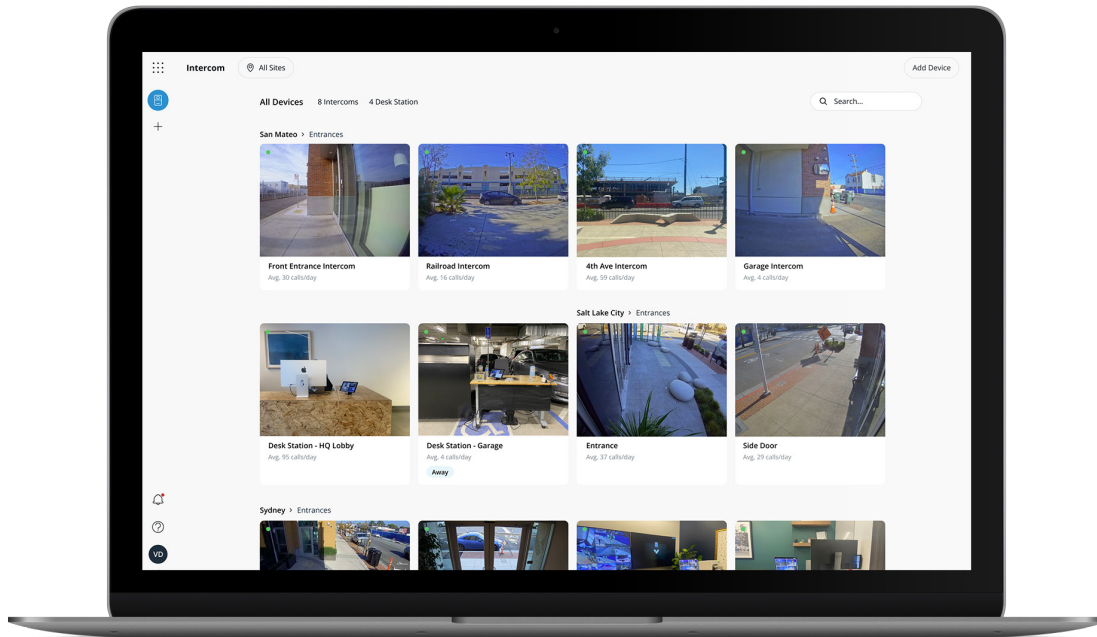 Intercom All Sites Add Device
All Devices 8 Intercoms 4 Desk Station Search...
San Mateo > Entrances
Front Entrance Intercom
Avg. 30 calls/day
Railroad Intercom
Avg. 16 calls/day
4th Ave Intercom
Avg. 59 calls/day
Garage Intercom
Avg. 4 calls/day
Salt Lake City > Entrances
Desk Station - HQ Lobby
Avg. 95 calls/day
Desk Station - Garage
Avg. 4 calls/day
Away
Entrance
Avg. 37 calls/day
Side Door
Avg. 29 calls/day
Sydney > Entrances
VD